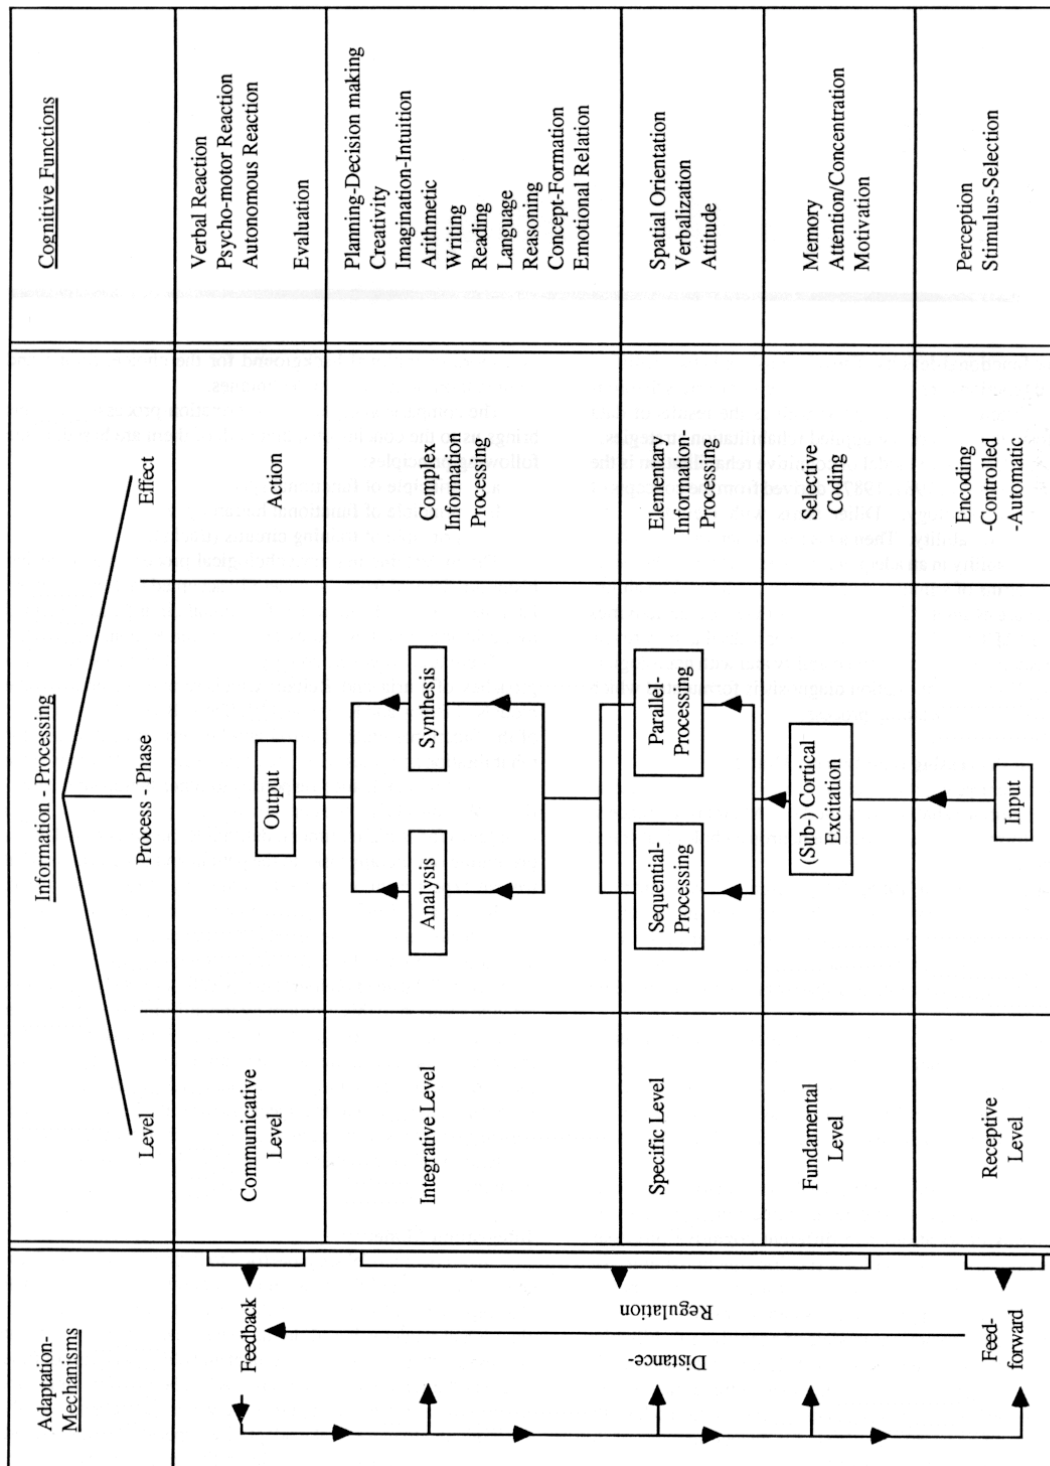 Adaptation-
Mechanisms
Information - Processing
Level
Process - Phase
Effect
Cognitive Functions
Feedback
Communicative
Level
Output
Action
Verbal Reaction
Psycho-motor Reaction
Autonomous Reaction
Evaluation
Distance-
Regulation
Integrative Level
Analysis
Synthesis
Complex
Information
Processing
Planning-Decision making
Creativity
Imagination-Intuition
Arithmetic
Writing
Reading
Language
Reasoning
Concept-Formation
Emotional Relation
Specific Level
Sequential-
Processing
Parallel-
Processing
Elementary
Information-
Processing
Spatial Orientation
Verbalization
Attitude
Fundamental
Level
(Sub-) Cortical
Excitation
Selective
Coding
Memory
Attention/Concentration
Motivation
Feed-
forward
Receptive
Level
Input
Encoding
-Controlled
-Automatic
Perception
Stimulus-Selection